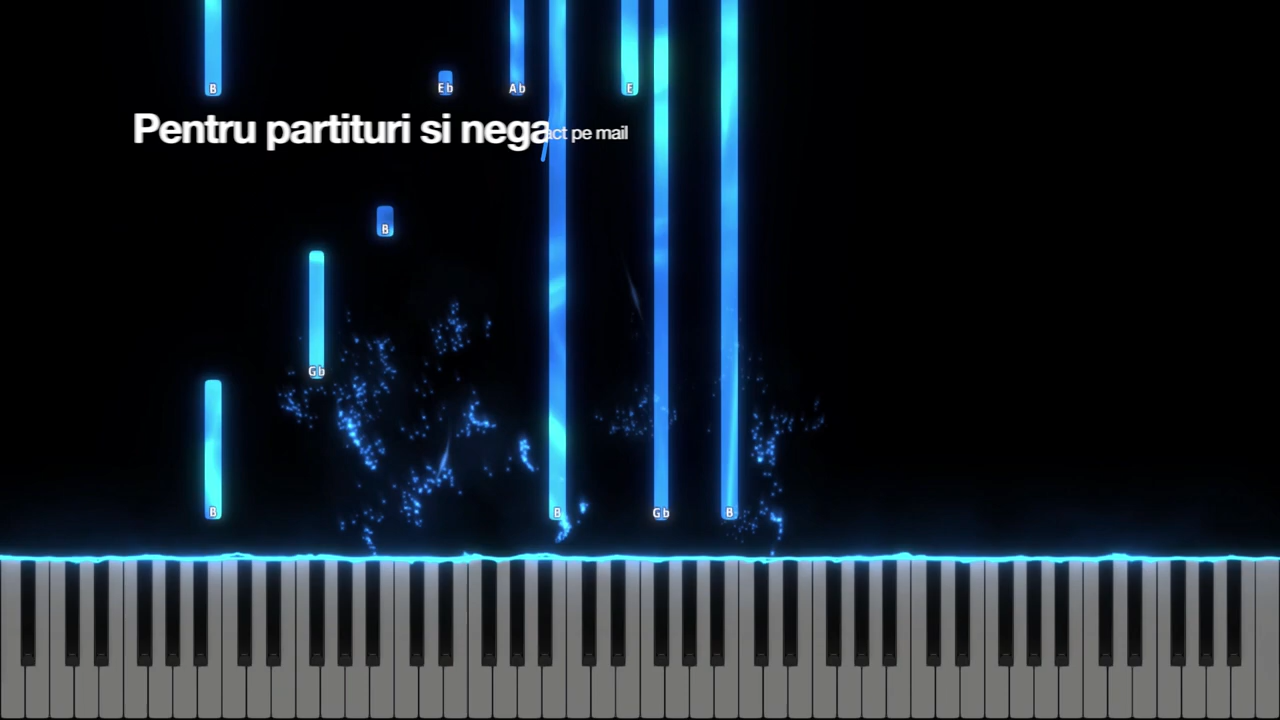 B Eb Ab E
Pentru partituri si nega
act pe mail
B
Gb
B B Gb B